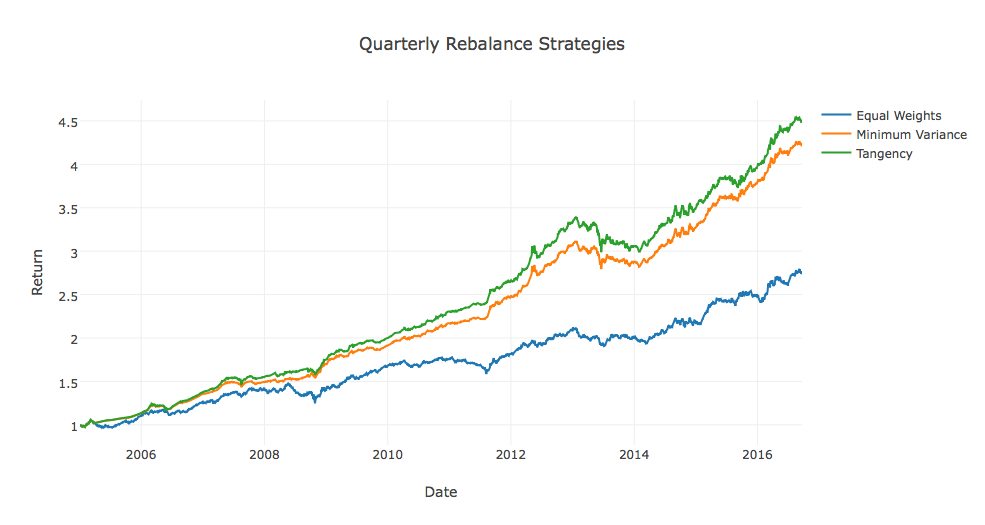 Quarterly Rebalance Strategies
Equal Weights
Minimum Variance
Tangency
Return
4.5
4
3.5
3
2.5
2
1.5
1
2006 2008 2010 2012 2014 2016
Date